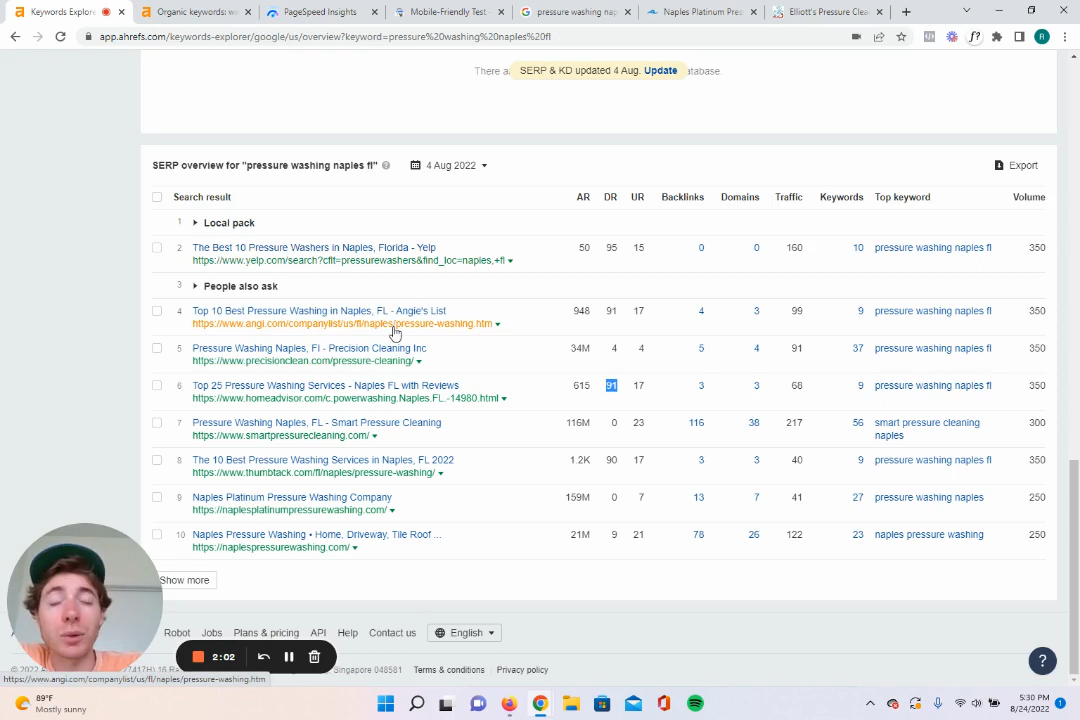 Keywords Explore
Organic keywords: w
PageSpeed Insights
Mobile-Friendly Test
pressure washing nap
Naples Platinum Pres
Elliott's Pressure Clea
app.ahrefs.com/keywords-explorer/google/us/overview?keyword=pressure%20washing%20naples%20fl
There a
SERP & KD updated 4 Aug. Update
atabase.
SERP overview for "pressure washing naples fl"
4 Aug 2022
Export
Search result AR DR UR Backlinks Domains Traffic Keywords Top keyword Volume
1 Local pack
2 The Best 10 Pressure Washers in Naples, Florida - Yelp 50 95 15 0 0 160 10 pressure washing naples fl 350
https://www.yelp.com/search?cflt=pressurewashers&find_loc=naples,+fl
3 People also ask
4 Top 10 Best Pressure Washing in Naples, FL - Angie's List 948 91 17 4 3 99 9 pressure washing naples fl 350
https://www.angi.com/companylist/us/fl/naples/pressure-washing.htm
5 Pressure Washing Naples, Fl - Precision Cleaning Inc 34M 4 4 5 4 91 37 pressure washing naples fl 350
https://www.precisionclean.com/pressure-cleaning/
6 Top 25 Pressure Washing Services - Naples FL with Reviews 615 91 17 3 3 68 9 pressure washing naples fl 350
https://www.homeadvisor.com/c.powerwashing.Naples.FL.-14980.html
7 Pressure Washing Naples, FL - Smart Pressure Cleaning 116M 0 23 116 38 217 56 smart pressure cleaning 300
https://www.smartpressurecleaning.com/ naples
8 The 10 Best Pressure Washing Services in Naples, FL 2022 1.2K 90 17 3 3 40 9 pressure washing naples fl 350
https://www.thumbtack.com/fl/naples/pressure-washing/
9 Naples Platinum Pressure Washing Company 159M 0 7 13 7 41 27 pressure washing naples 250
https://naplesplatinumpressurewashing.com/
10 Naples Pressure Washing • Home, Driveway, Tile Roof ... 21M 9 21 78 26 122 23 naples pressure washing 250
https://naplespressurewashing.com/
Show more
Robot Jobs Plans & pricing API Help Contact us English
2:02
Singapore 048581 Terms & conditions Privacy policy
https://www.angi.com/companylist/us/fl/naples/pressure-washing.htm
89°F
Mostly sunny
5:30 PM
8/24/2022